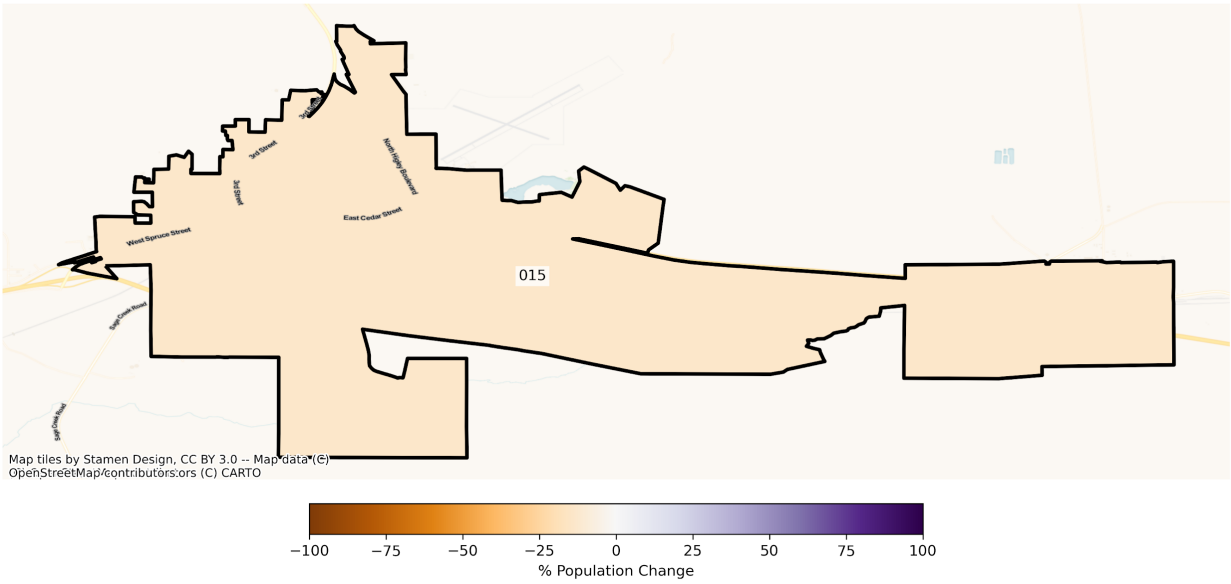 3rd Street
3rd Street
North Higley Boulevard
3rd Street
East Cedar Street
West Spruce Street
015
Sage Creek Road
Sage Creek Road
Map tiles by Stamen Design, CC BY 3.0 -- Map data (C)
OpenStreetMap contributors (C) CARTO
−100 −75 −50 −25 0 25 50 75 100
% Population Change